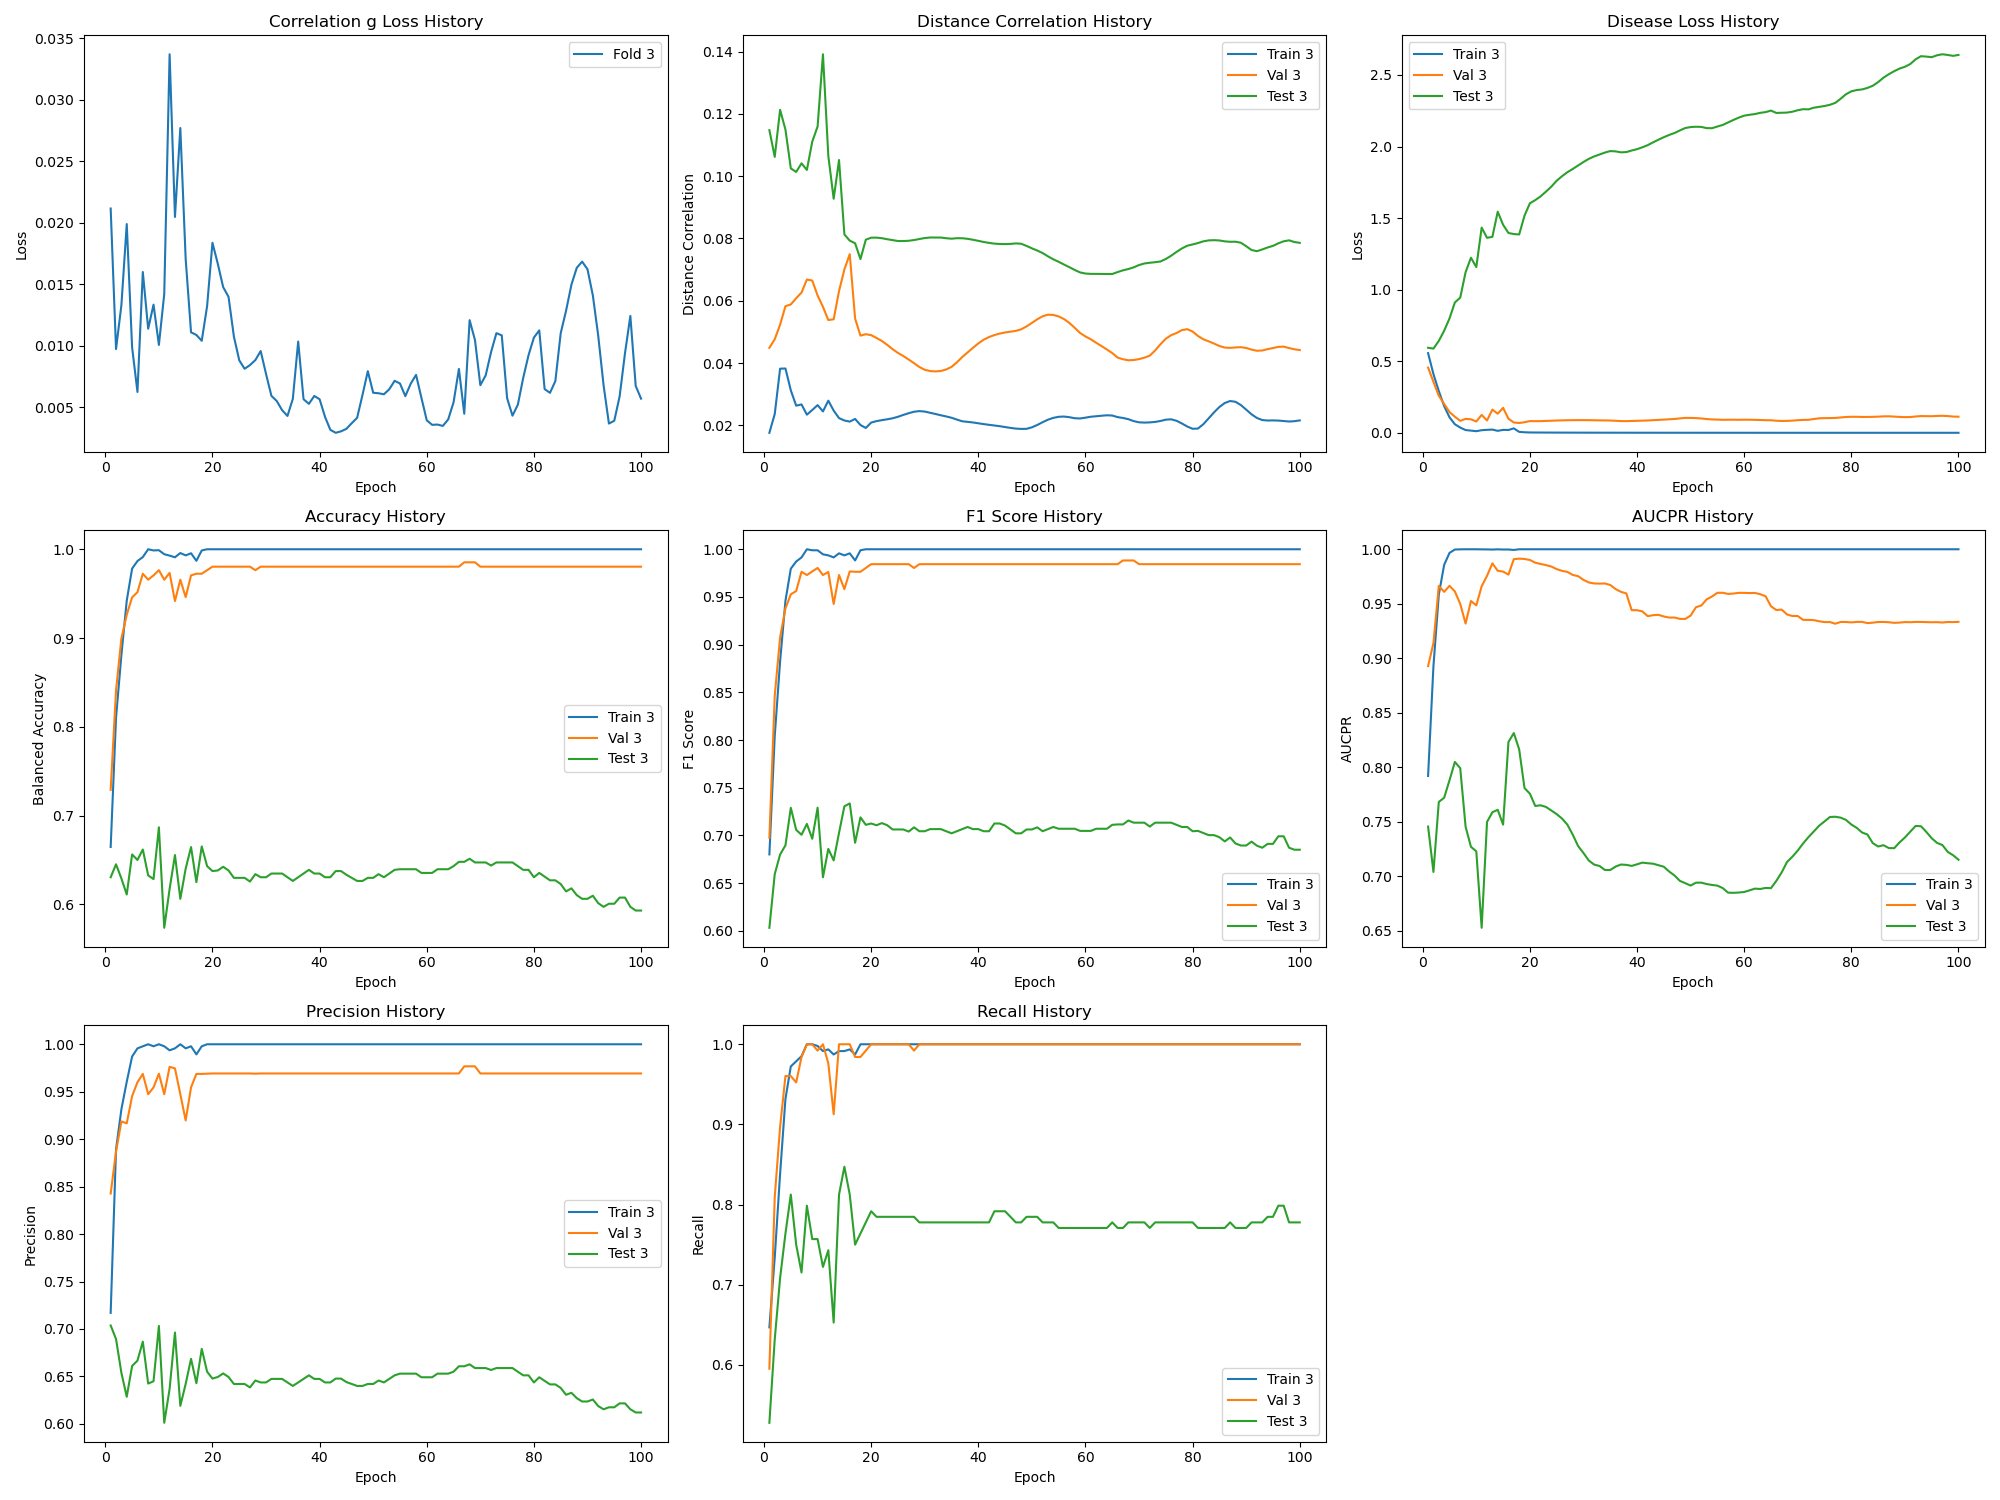 Correlation g Loss History
Loss
0.035
0.030
0.025
0.020
0.015
0.010
0.005
0 20 40 60 80 100
Epoch
Fold 3
Distance Correlation History
Distance Correlation
0.14
0.12
0.10
0.08
0.06
0.04
0.02
0 20 40 60 80 100
Epoch
Train 3
Val 3
Test 3
Disease Loss History
Loss
2.5
2.0
1.5
1.0
0.5
0.0
0 20 40 60 80 100
Epoch
Train 3
Val 3
Test 3
Accuracy History
Balanced Accuracy
1.0
0.9
0.8
0.7
0.6
0 20 40 60 80 100
Epoch
Train 3
Val 3
Test 3
F1 Score History
F1 Score
1.00
0.95
0.90
0.85
0.80
0.75
0.70
0.65
0.60
0 20 40 60 80 100
Epoch
Train 3
Val 3
Test 3
AUCPR History
AUCPR
1.00
0.95
0.90
0.85
0.80
0.75
0.70
0.65
0 20 40 60 80 100
Epoch
Train 3
Val 3
Test 3
Precision History
Precision
1.00
0.95
0.90
0.85
0.80
0.75
0.70
0.65
0.60
0 20 40 60 80 100
Epoch
Train 3
Val 3
Test 3
Recall History
Recall
1.0
0.9
0.8
0.7
0.6
0 20 40 60 80 100
Epoch
Train 3
Val 3
Test 3